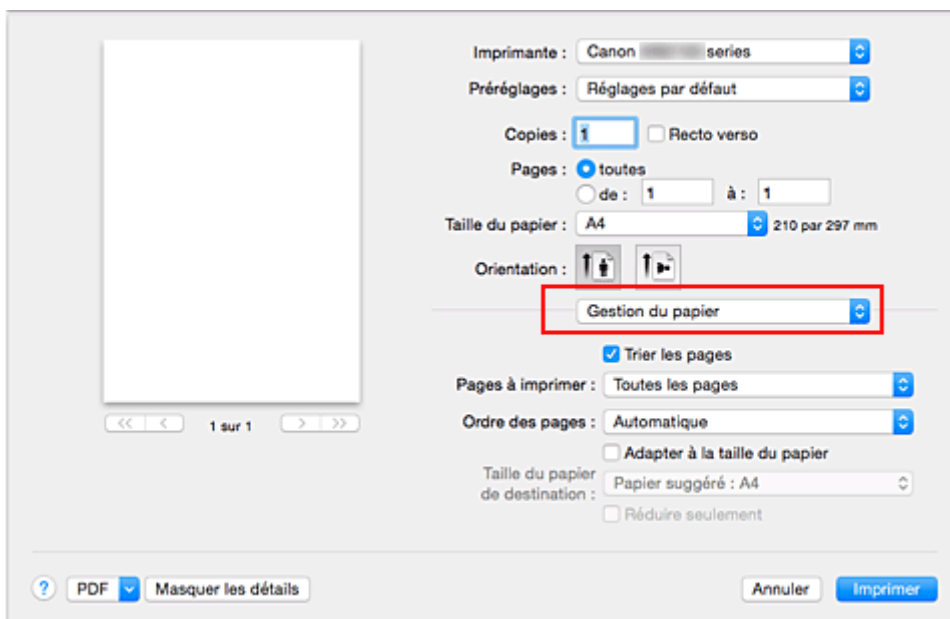 Imprimante : Canon series
Préréglages : Réglages par défaut
Copies : 1 Recto verso
Pages : toutes
de : 1 à : 1
Taille du papier : A4 210 par 297 mm
Orientation :
Gestion du papier
Trier les pages
Pages à imprimer : Toutes les pages
<< < 1 sur 1 > >>
Ordre des pages : Automatique
Adapter à la taille du papier
Taille du papier
de destination : Papier suggéré : A4
Réduire seulement
? PDF Masquer les détails Annuler Imprimer